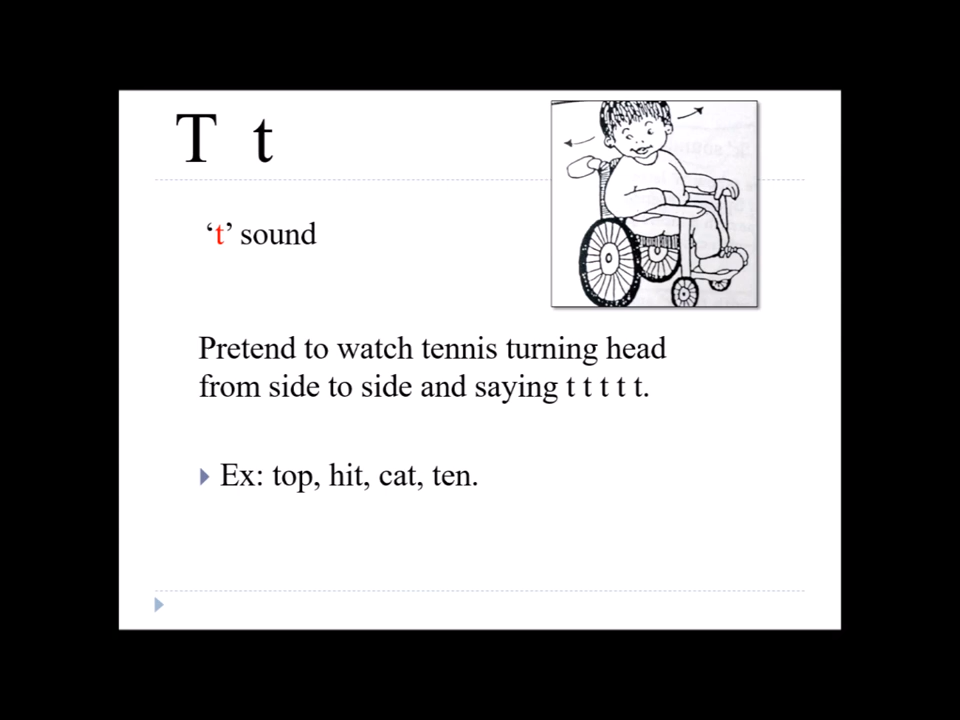 T t
‘t’ sound
Pretend to watch tennis turning head
from side to side and saying t t t t t.
Ex: top, hit, cat, ten.